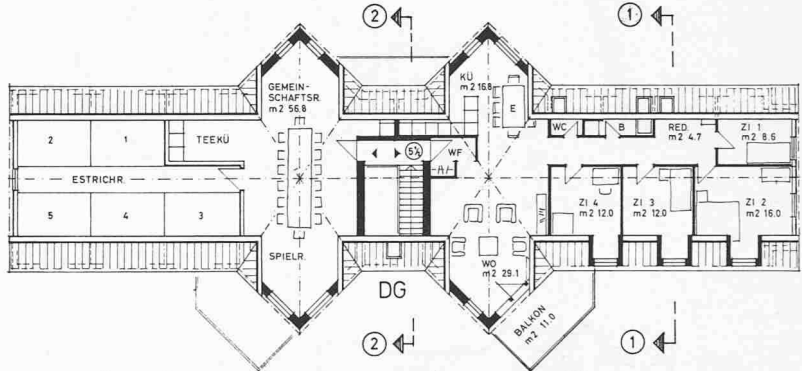 2
1
GEMEIN-
SCHAFTSR.
m2 56.8
KÜ
m2 16.8
E
2
1
TEEKÜ
WC
B
RED.
m2 4.7
ZI 1
m2 8.6
5½
WF
ESTRICHR.
5
4
3
ZI 4
m2 12.0
ZI 3
m2 12.0
ZI 2
m2 16.0
SPIELR.
WO
m2 29.1
DG
BALKON
m2 11.0
2
1